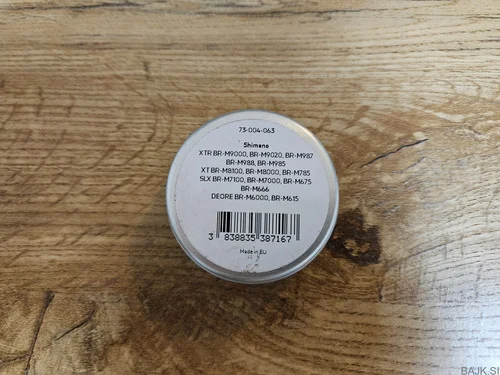 73-004-063
Shimano
XTR BR-M9000, BR-M9020, BR-M987
BR-M988, BR-M985
XT BR-M8100, BR-M8000, BR-M785
SLX BR-M7100, BR-M7000, BR-M675
BR-M666
DEORE BR-M6000, BR-M615
3 838835 387167
Made in EU
BAJK.SI